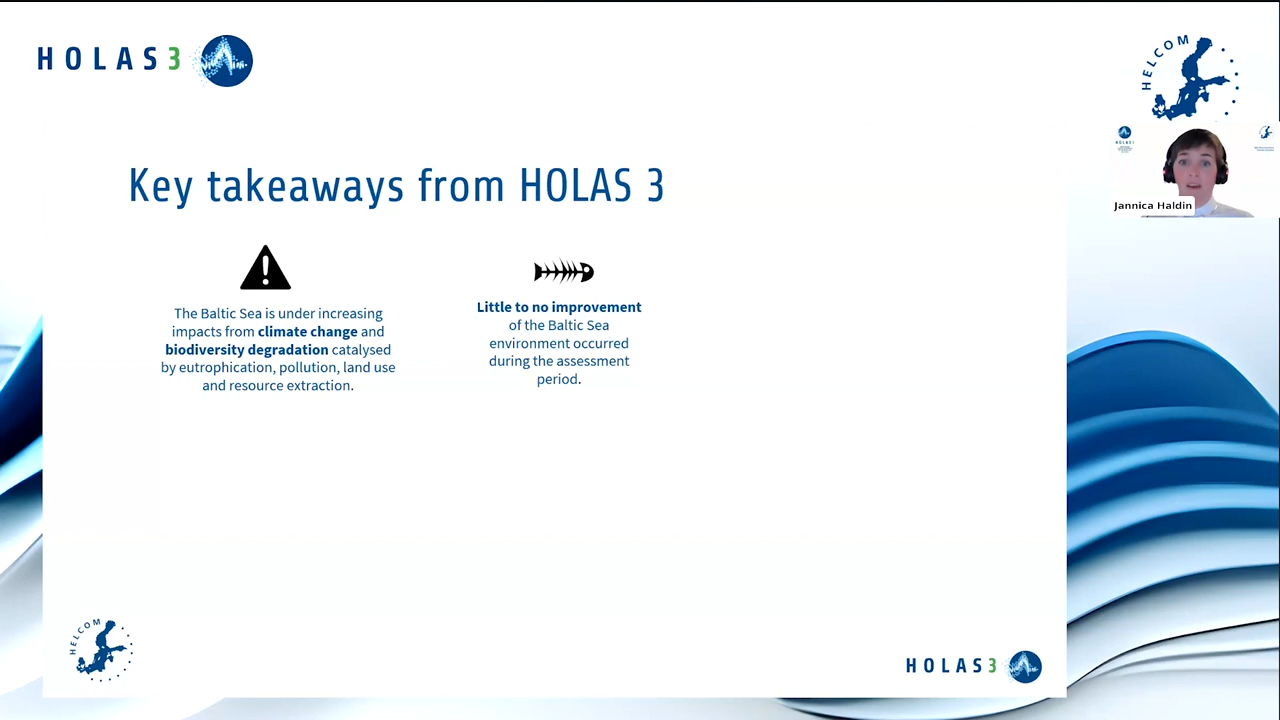 HOLAS3
HELCOM
Jannica Haldin
Key takeaways from HOLAS 3
The Baltic Sea is under increasing
impacts from climate change and
biodiversity degradation catalysed
by eutrophication, pollution, land use
and resource extraction.
Little to no improvement
of the Baltic Sea
environment occurred
during the assessment
period.
HELCOM
HOLAS3